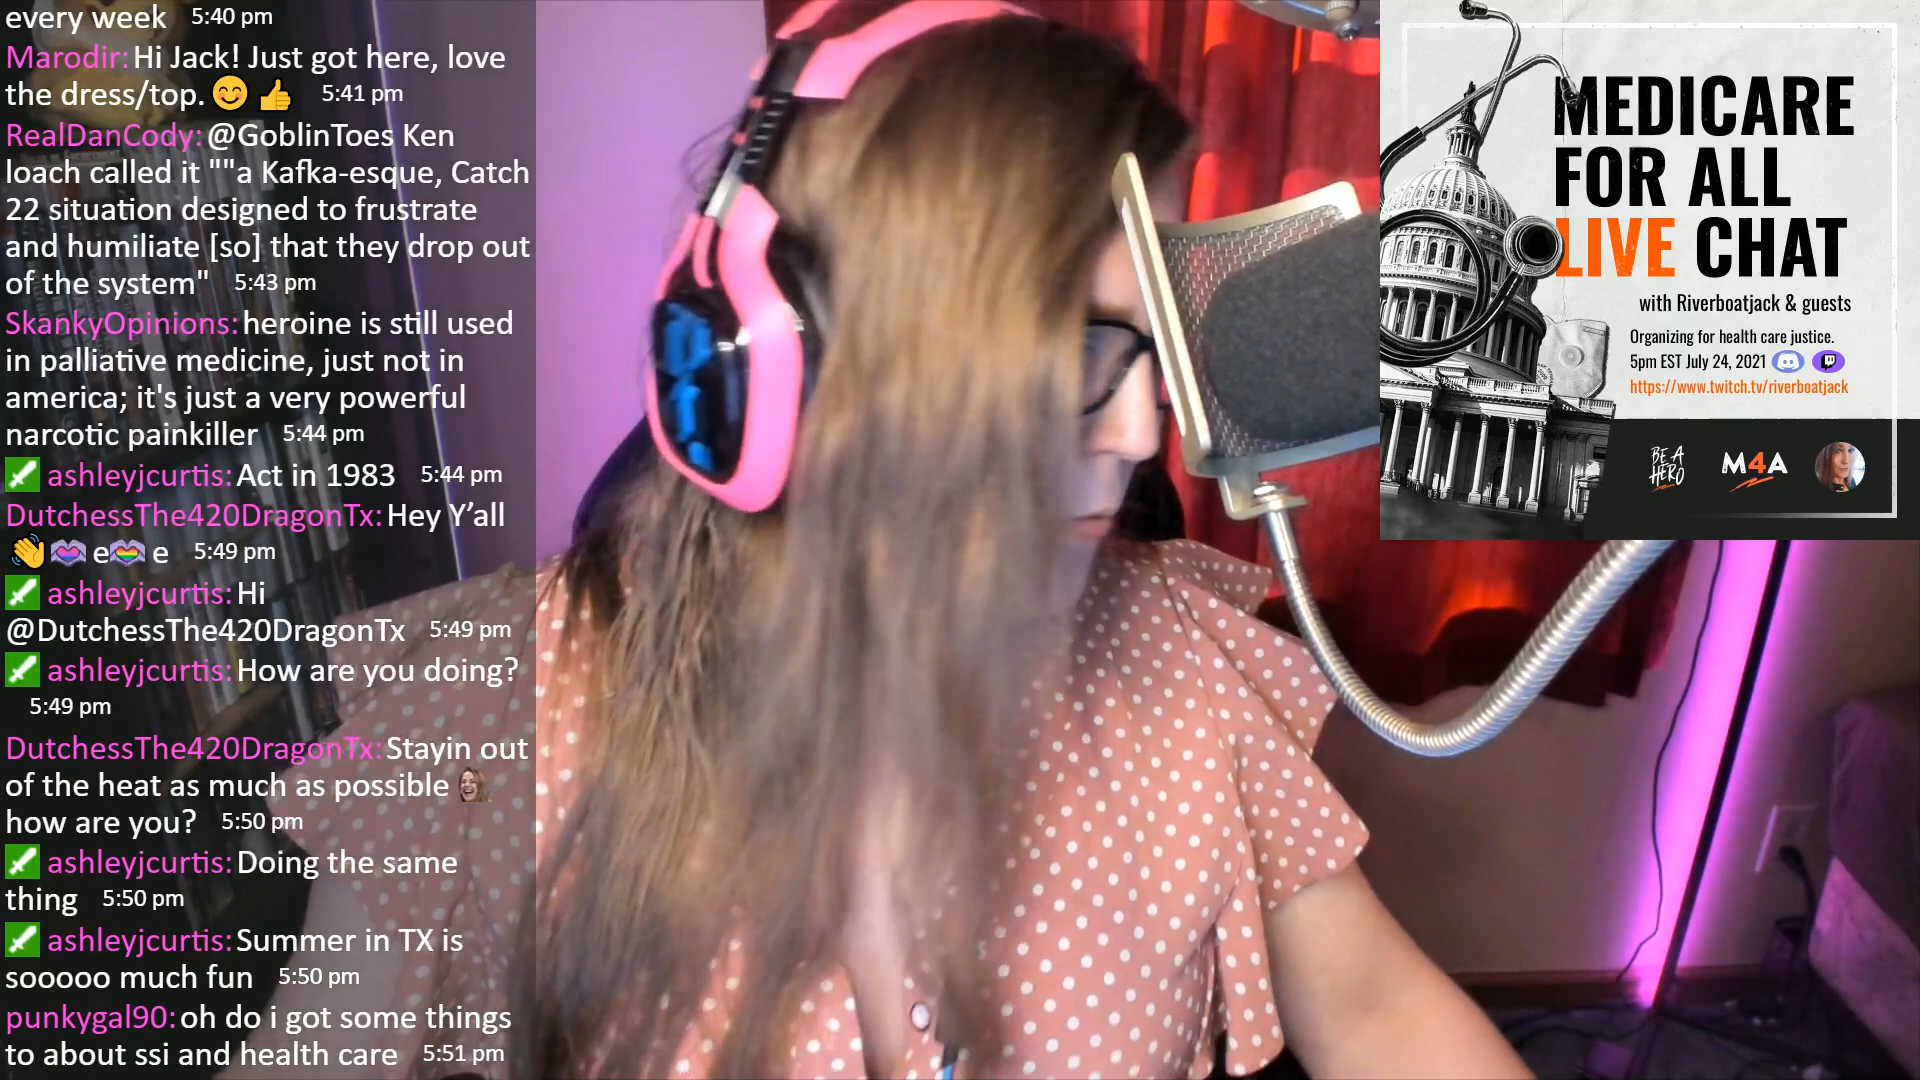 every week 5:40 pm
Marodir: Hi Jack! Just got here, love
the dress/top. 😊 👍 5:41 pm
RealDanCody: @GoblinToes Ken
loach called it ""a Kafka-esque, Catch
22 situation designed to frustrate
and humiliate [so] that they drop out
of the system" 5:43 pm
SkankyOpinions: heroine is still used
in palliative medicine, just not in
america; it's just a very powerful
narcotic painkiller 5:44 pm
ashleyjcurtis: Act in 1983 5:44 pm
DutchessThe420DragonTx: Hey Y’all
👋 e e 5:49 pm
ashleyjcurtis: Hi
@DutchessThe420DragonTx 5:49 pm
ashleyjcurtis: How are you doing?
5:49 pm
DutchessThe420DragonTx: Stayin out
of the heat as much as possible
how are you? 5:50 pm
ashleyjcurtis: Doing the same
thing 5:50 pm
ashleyjcurtis: Summer in TX is
sooooo much fun 5:50 pm
punkygal90: oh do i got some things
to about ssi and health care 5:51 pm
MEDICARE
FOR ALL
LIVE CHAT
with Riverboatjack & guests
Organizing for health care justice.
5pm EST July 24, 2021
https://www.twitch.tv/riverboatjack
BE A
HERO
M4A